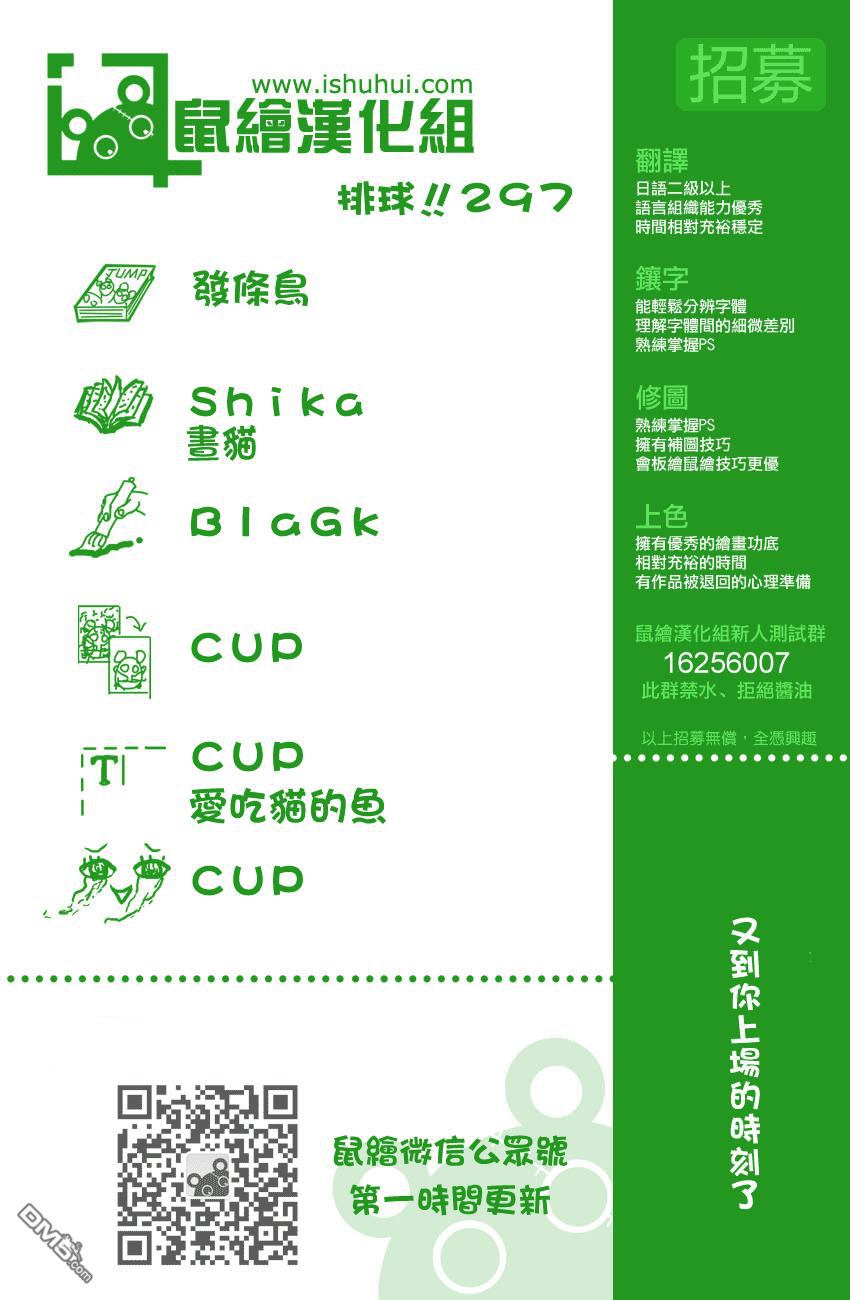 www.ishuhui.com
鼠繪漢化組
排球!!297
JUMP
發條鳥
Shika
晝貓
BlaGk
CUP
T
CUP
愛吃貓的魚
CUP
鼠繪微信公眾號
第一時間更新
DM5.com
招募
翻譯
日語二級以上
語言組織能力優秀
時間相對充裕穩定
鑲字
能輕鬆分辨字體
理解字體間的細微差別
熟練掌握PS
修圖
熟練掌握PS
擁有補圖技巧
會板繪鼠繪技巧更優
上色
擁有優秀的繪畫功底
相對充裕的時間
有作品被退回的心理準備
鼠繪漢化組新人測試群
16256007
此群禁水、拒絕醬油
以上招募無償，全憑興趣
又到你上場的時刻了